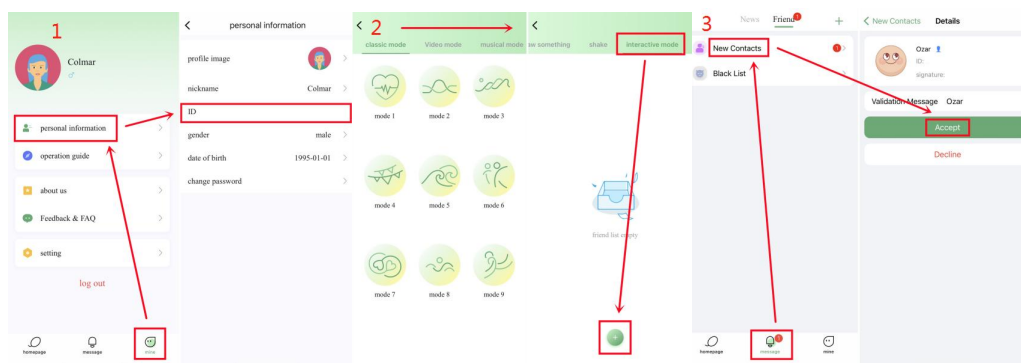 1
Colmar
personal information
operation guide
about us
Feedback & FAQ
setting
log out
homepage
message
mine
personal information
profile image
nickname Colmar
ID
gender male
date of birth 1995-01-01
change password
2
classic mode Video mode musical mode
mode 1 mode 2 mode 3
mode 4 mode 5 mode 6
mode 7 mode 8 mode 9
something shake interactive mode
friend list empty
3
News Friend
New Contacts
Black List
homepage
message
mine
New Contacts Details
Ozar
ID:
signature:
Validation Message Ozar
Accept
Decline